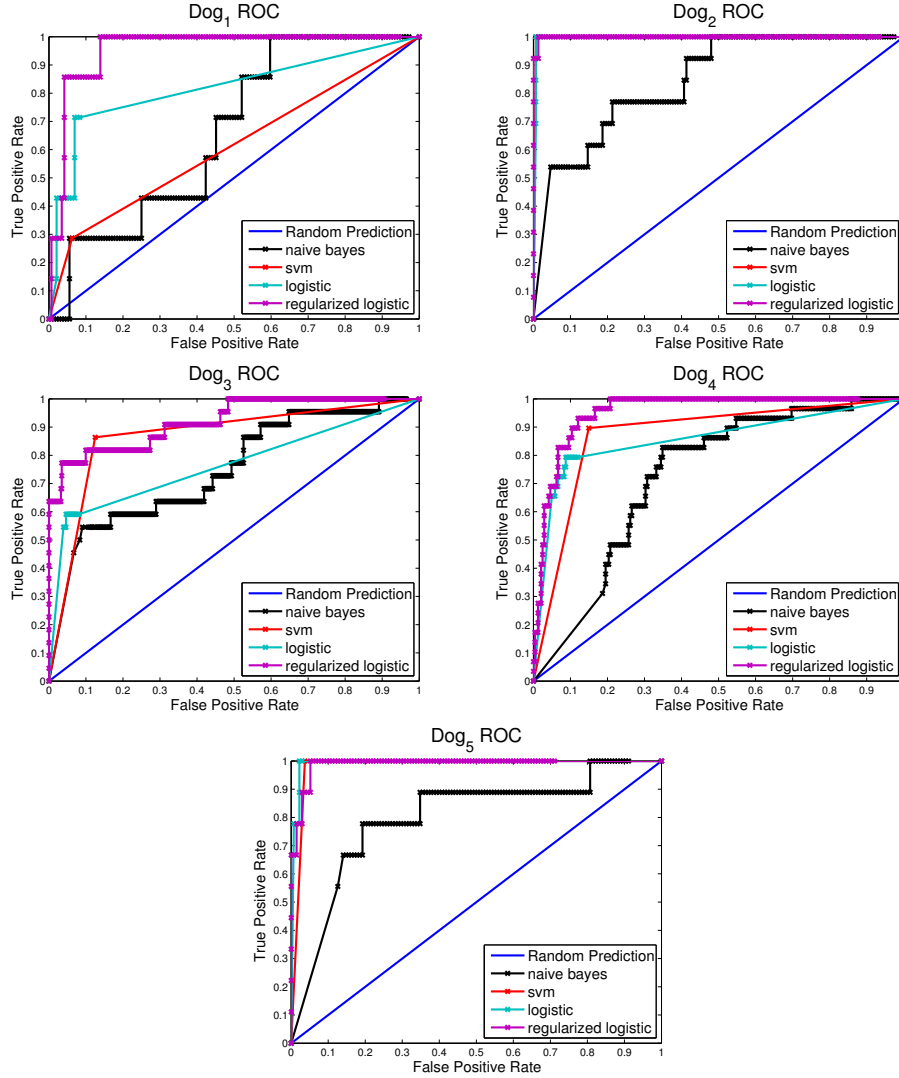 Dog1 ROC
True Positive Rate
1
0.9
0.8
0.7
0.6
0.5
0.4
0.3
0.2
0.1
0
0 0.1 0.2 0.3 0.4 0.5 0.6 0.7 0.8 0.9 1
False Positive Rate
Random Prediction
naive bayes
svm
logistic
regularized logistic
Dog2 ROC
True Positive Rate
1
0.9
0.8
0.7
0.6
0.5
0.4
0.3
0.2
0.1
0
0 0.1 0.2 0.3 0.4 0.5 0.6 0.7 0.8 0.9
False Positive Rate
Random Prediction
naive bayes
svm
logistic
regularized logistic
Dog3 ROC
True Positive Rate
1
0.9
0.8
0.7
0.6
0.5
0.4
0.3
0.2
0.1
0
0 0.1 0.2 0.3 0.4 0.5 0.6 0.7 0.8 0.9 1
False Positive Rate
Random Prediction
naive bayes
svm
logistic
regularized logistic
Dog4 ROC
True Positive Rate
1
0.9
0.8
0.7
0.6
0.5
0.4
0.3
0.2
0.1
0
0 0.1 0.2 0.3 0.4 0.5 0.6 0.7 0.8 0.9
False Positive Rate
Random Prediction
naive bayes
svm
logistic
regularized logistic
Dog5 ROC
True Positive Rate
1
0.9
0.8
0.7
0.6
0.5
0.4
0.3
0.2
0.1
0
0 0.1 0.2 0.3 0.4 0.5 0.6 0.7 0.8 0.9 1
False Positive Rate
Random Prediction
naive bayes
svm
logistic
regularized logistic